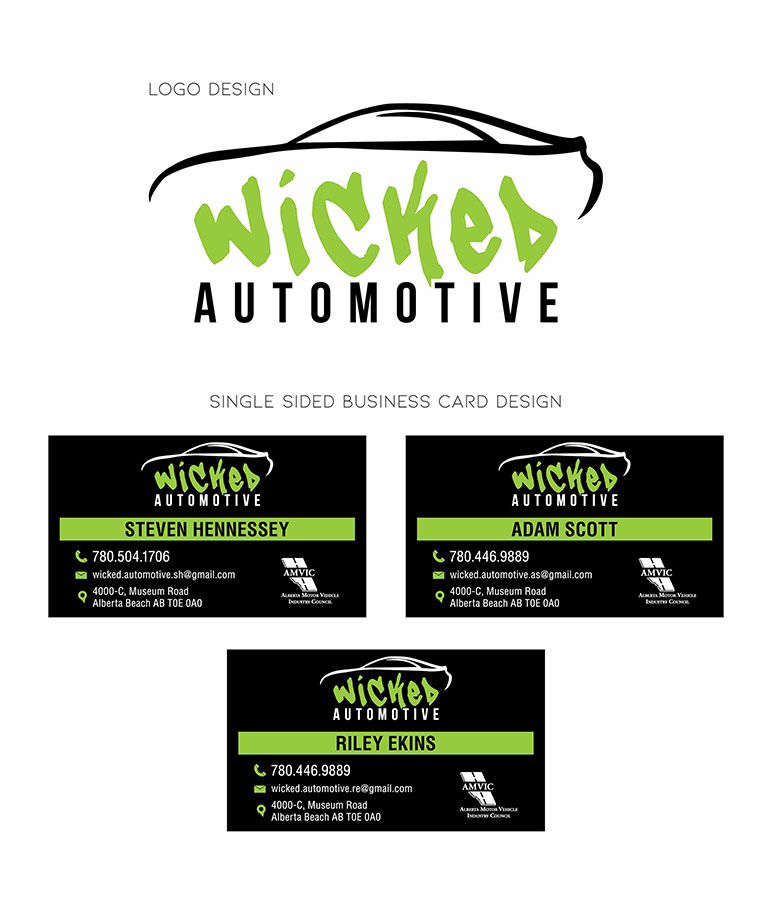 LOGO DESIGN
WiCKeD
AUTOMOTIVE
SINGLE SIDED BUSINESS CARD DESIGN
WiCKeD
AUTOMOTIVE
STEVEN HENNESSEY
780.504.1706
wicked.automotive.sh@gmail.com
4000-C, Museum Road
Alberta Beach AB T0E 0A0
AMVIC
ALBERTA MOTOR VEHICLE
INDUSTRY COUNCIL
WiCKeD
AUTOMOTIVE
ADAM SCOTT
780.446.9889
wicked.automotive.as@gmail.com
4000-C, Museum Road
Alberta Beach AB T0E 0A0
AMVIC
ALBERTA MOTOR VEHICLE
INDUSTRY COUNCIL
WiCKeD
AUTOMOTIVE
RILEY EKINS
780.446.9889
wicked.automotive.re@gmail.com
4000-C, Museum Road
Alberta Beach AB T0E 0A0
AMVIC
ALBERTA MOTOR VEHICLE
INDUSTRY COUNCIL